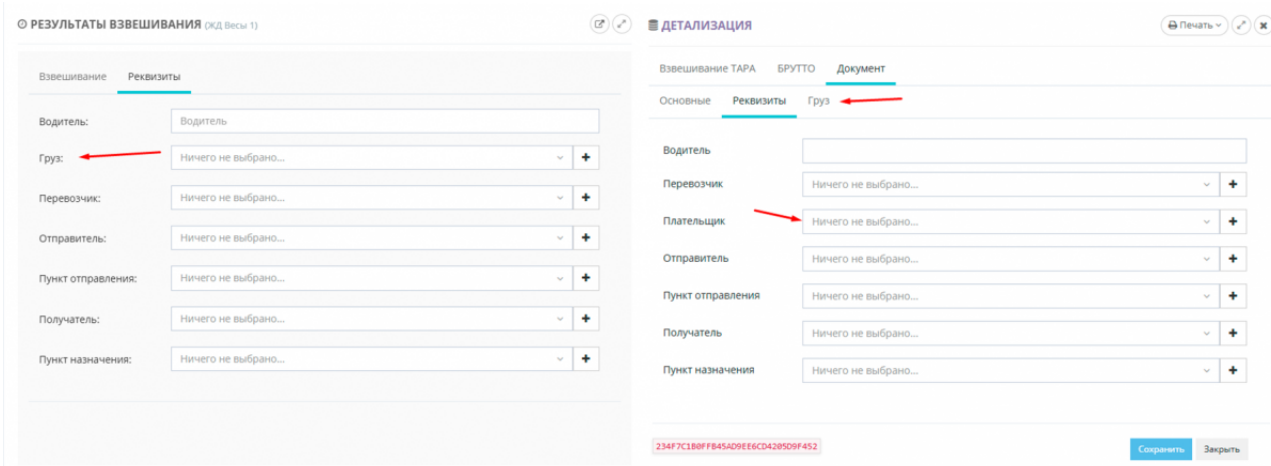 РЕЗУЛЬТАТЫ ВЗВЕШИВАНИЯ (ЖД Весы 1)
Взвешивание Реквизиты
Водитель: Водитель
Груз: Ничего не выбрано...
Перевозчик: Ничего не выбрано...
Отправитель: Ничего не выбрано...
Пункт отправления: Ничего не выбрано...
Получатель: Ничего не выбрано...
Пункт назначения: Ничего не выбрано...
ДЕТАЛИЗАЦИЯ Печать
Взвешивание ТАРА БРУТТО Документ
Основные Реквизиты Груз
Водитель
Перевозчик Ничего не выбрано...
Плательщик Ничего не выбрано...
Отправитель Ничего не выбрано...
Пункт отправления Ничего не выбрано...
Получатель Ничего не выбрано...
Пункт назначения Ничего не выбрано...
234F7C1B0FFB45AD9EE6CD4205D9F452 Сохранить Закрыть